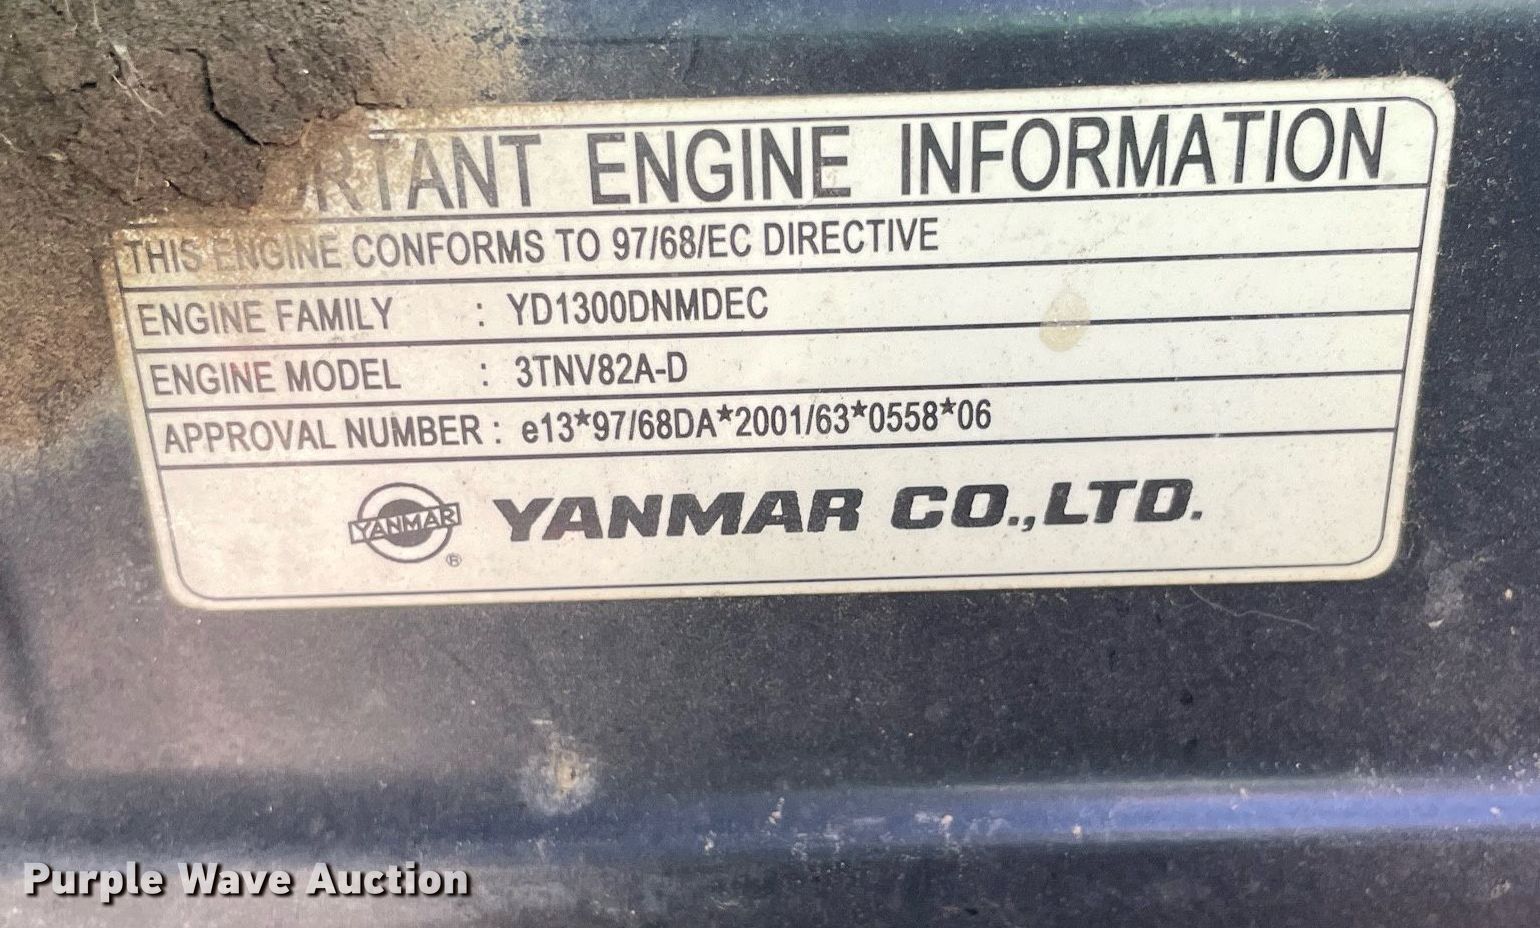 ENGINE INFORMATION
THIS ENGINE CONFORMS TO 97/68/EC DIRECTIVE
ENGINE FAMILY : YD1300DNMDEC
ENGINE MODEL : 3TNV82A-D
APPROVAL NUMBER : e13*97/68DA*2001/63*0558*06
YANMAR ® YANMAR CO.,LTD.
Purple Wave Auction